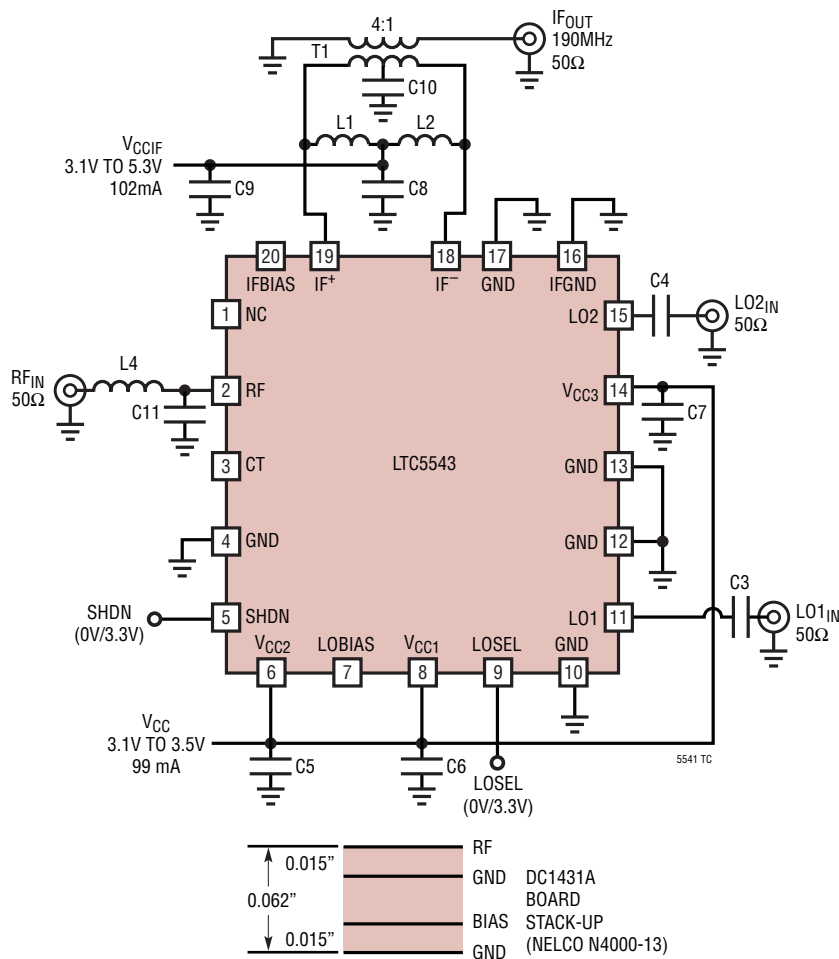 4:1
T1
C10
IFOUT
190MHz
50Ω
L1
L2
VCCIF
3.1V TO 5.3V
102mA
C9
C8
20
19
18
17
16
IFBIAS
IF+
IF−
GND
IFGND
C4
LO2IN
50Ω
1
NC
LO2
15
RFIN
50Ω
L4
C11
2
RF
VCC3
14
C7
3
CT
LTC5543
GND
13
4
GND
GND
12
C3
SHDN
(0V/3.3V)
5
SHDN
LO1
11
LO1IN
50Ω
VCC2
LOBIAS
VCC1
LOSEL
GND
6
7
8
9
10
VCC
3.1V TO 3.5V
99 mA
C5
C6
LOSEL
(0V/3.3V)
5541 TC
RF
0.015”
GND
DC1431A
BOARD
STACK-UP
(NELCO N4000-13)
0.062”
BIAS
0.015”
GND